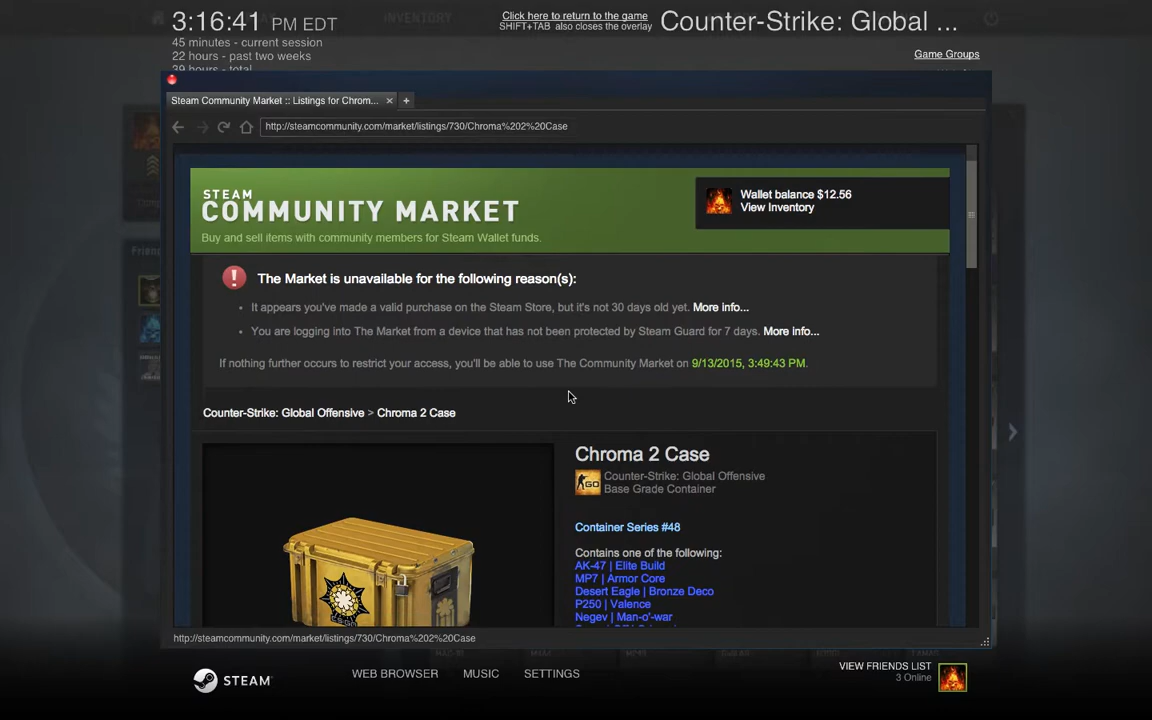 3:16:41 PM EDT
45 minutes - current session
22 hours - past two weeks
39 hours - total
INVENTORY
Click here to return to the game
SHIFT+TAB also closes the overlay
Counter-Strike: Global ...
Game Groups
Steam Community Market :: Listings for Chrom...
http://steamcommunity.com/market/listings/730/Chroma%202%20Case
STEAM
COMMUNITY MARKET
Buy and sell items with community members for Steam Wallet funds.
Wallet balance $12.56
View Inventory
The Market is unavailable for the following reason(s):
• It appears you've made a valid purchase on the Steam Store, but it's not 30 days old yet. More info...
• You are logging into The Market from a device that has not been protected by Steam Guard for 7 days. More info...
If nothing further occurs to restrict your access, you'll be able to use The Community Market on 9/13/2015, 3:49:43 PM.
Counter-Strike: Global Offensive > Chroma 2 Case
Chroma 2 Case
GO
Counter-Strike: Global Offensive
Base Grade Container
Container Series #48
Contains one of the following:
AK-47 | Elite Build
MP7 | Armor Core
Desert Eagle | Bronze Deco
P250 | Valence
Negev | Man-o'-war
http://steamcommunity.com/market/listings/730/Chroma%202%20Case
STEAM
WEB BROWSER
MUSIC
SETTINGS
VIEW FRIENDS LIST
3 Online